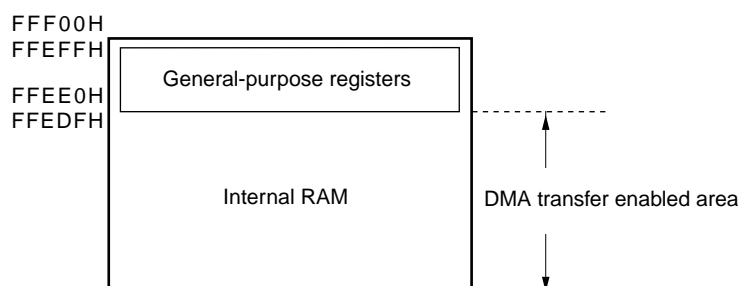 FFF00H
FFEFFH
General-purpose registers
FFEE0H
FFEDFH
Internal RAM
DMA transfer enabled area